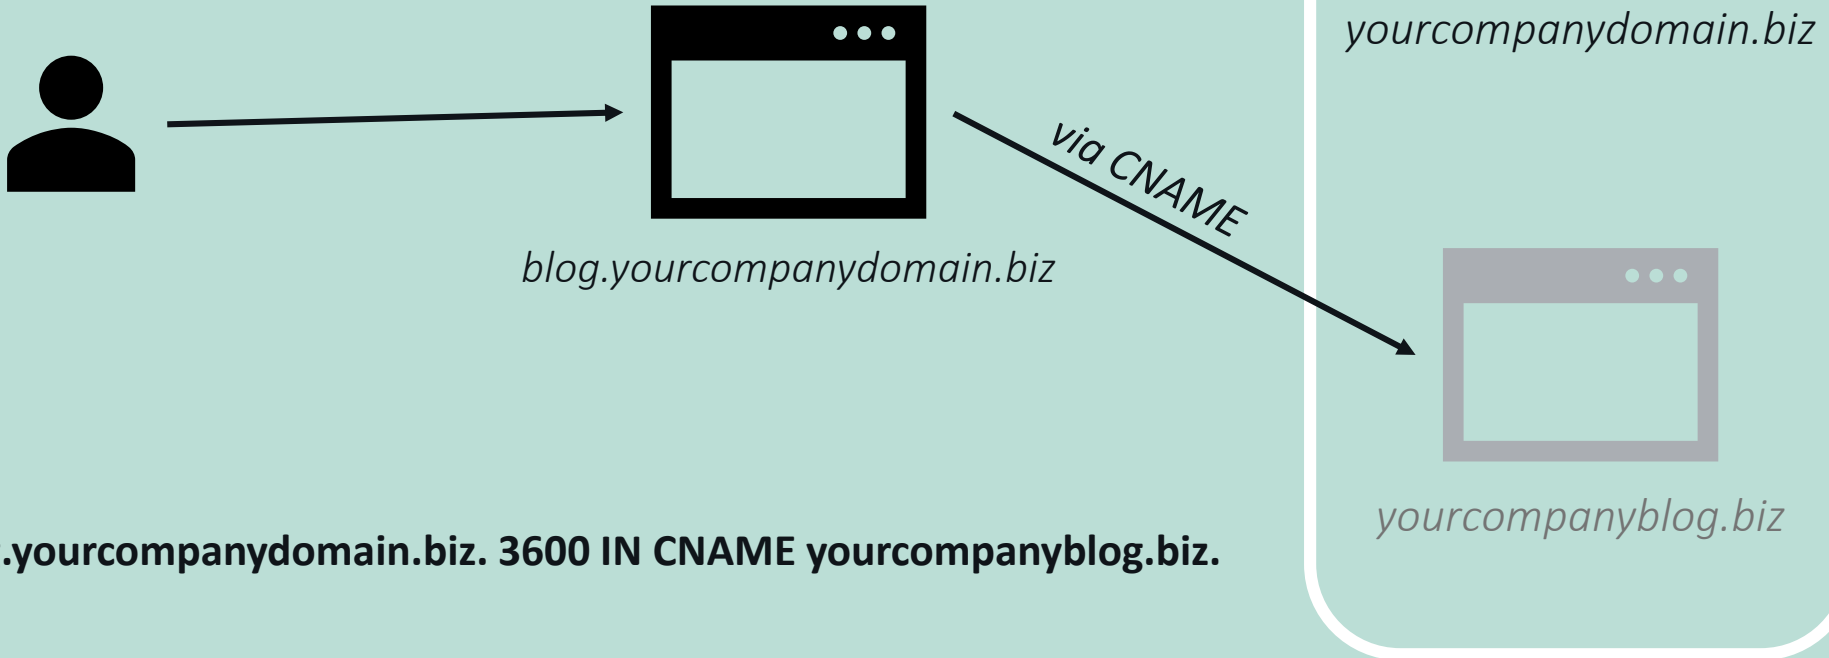 yourcompanydomain.biz
via CNAME
blog.yourcompanydomain.biz
yourcompanyblog.biz
.yourcompanydomain.biz. 3600 IN CNAME yourcompanyblog.biz.